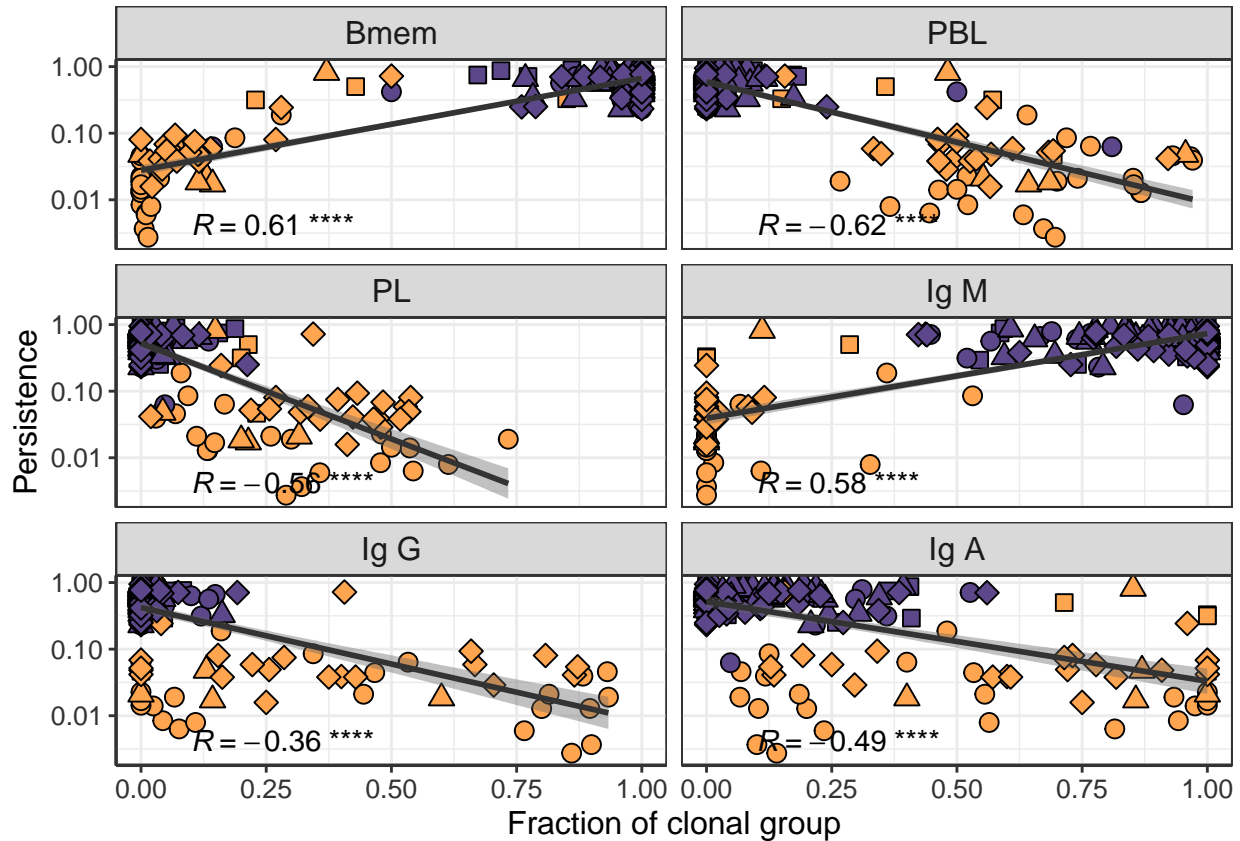 Bmem
PBL
1.00
0.10
0.01
R = 0.61 ****
R = −0.62 ****
PL
Ig M
1.00
0.10
0.01
R = −0.56 ****
R = 0.58 ****
Persistence
Ig G
Ig A
1.00
0.10
0.01
R = −0.36 ****
R = −0.49 ****
0.00 0.25 0.50 0.75 1.00
0.00 0.25 0.50 0.75 1.00
Fraction of clonal group